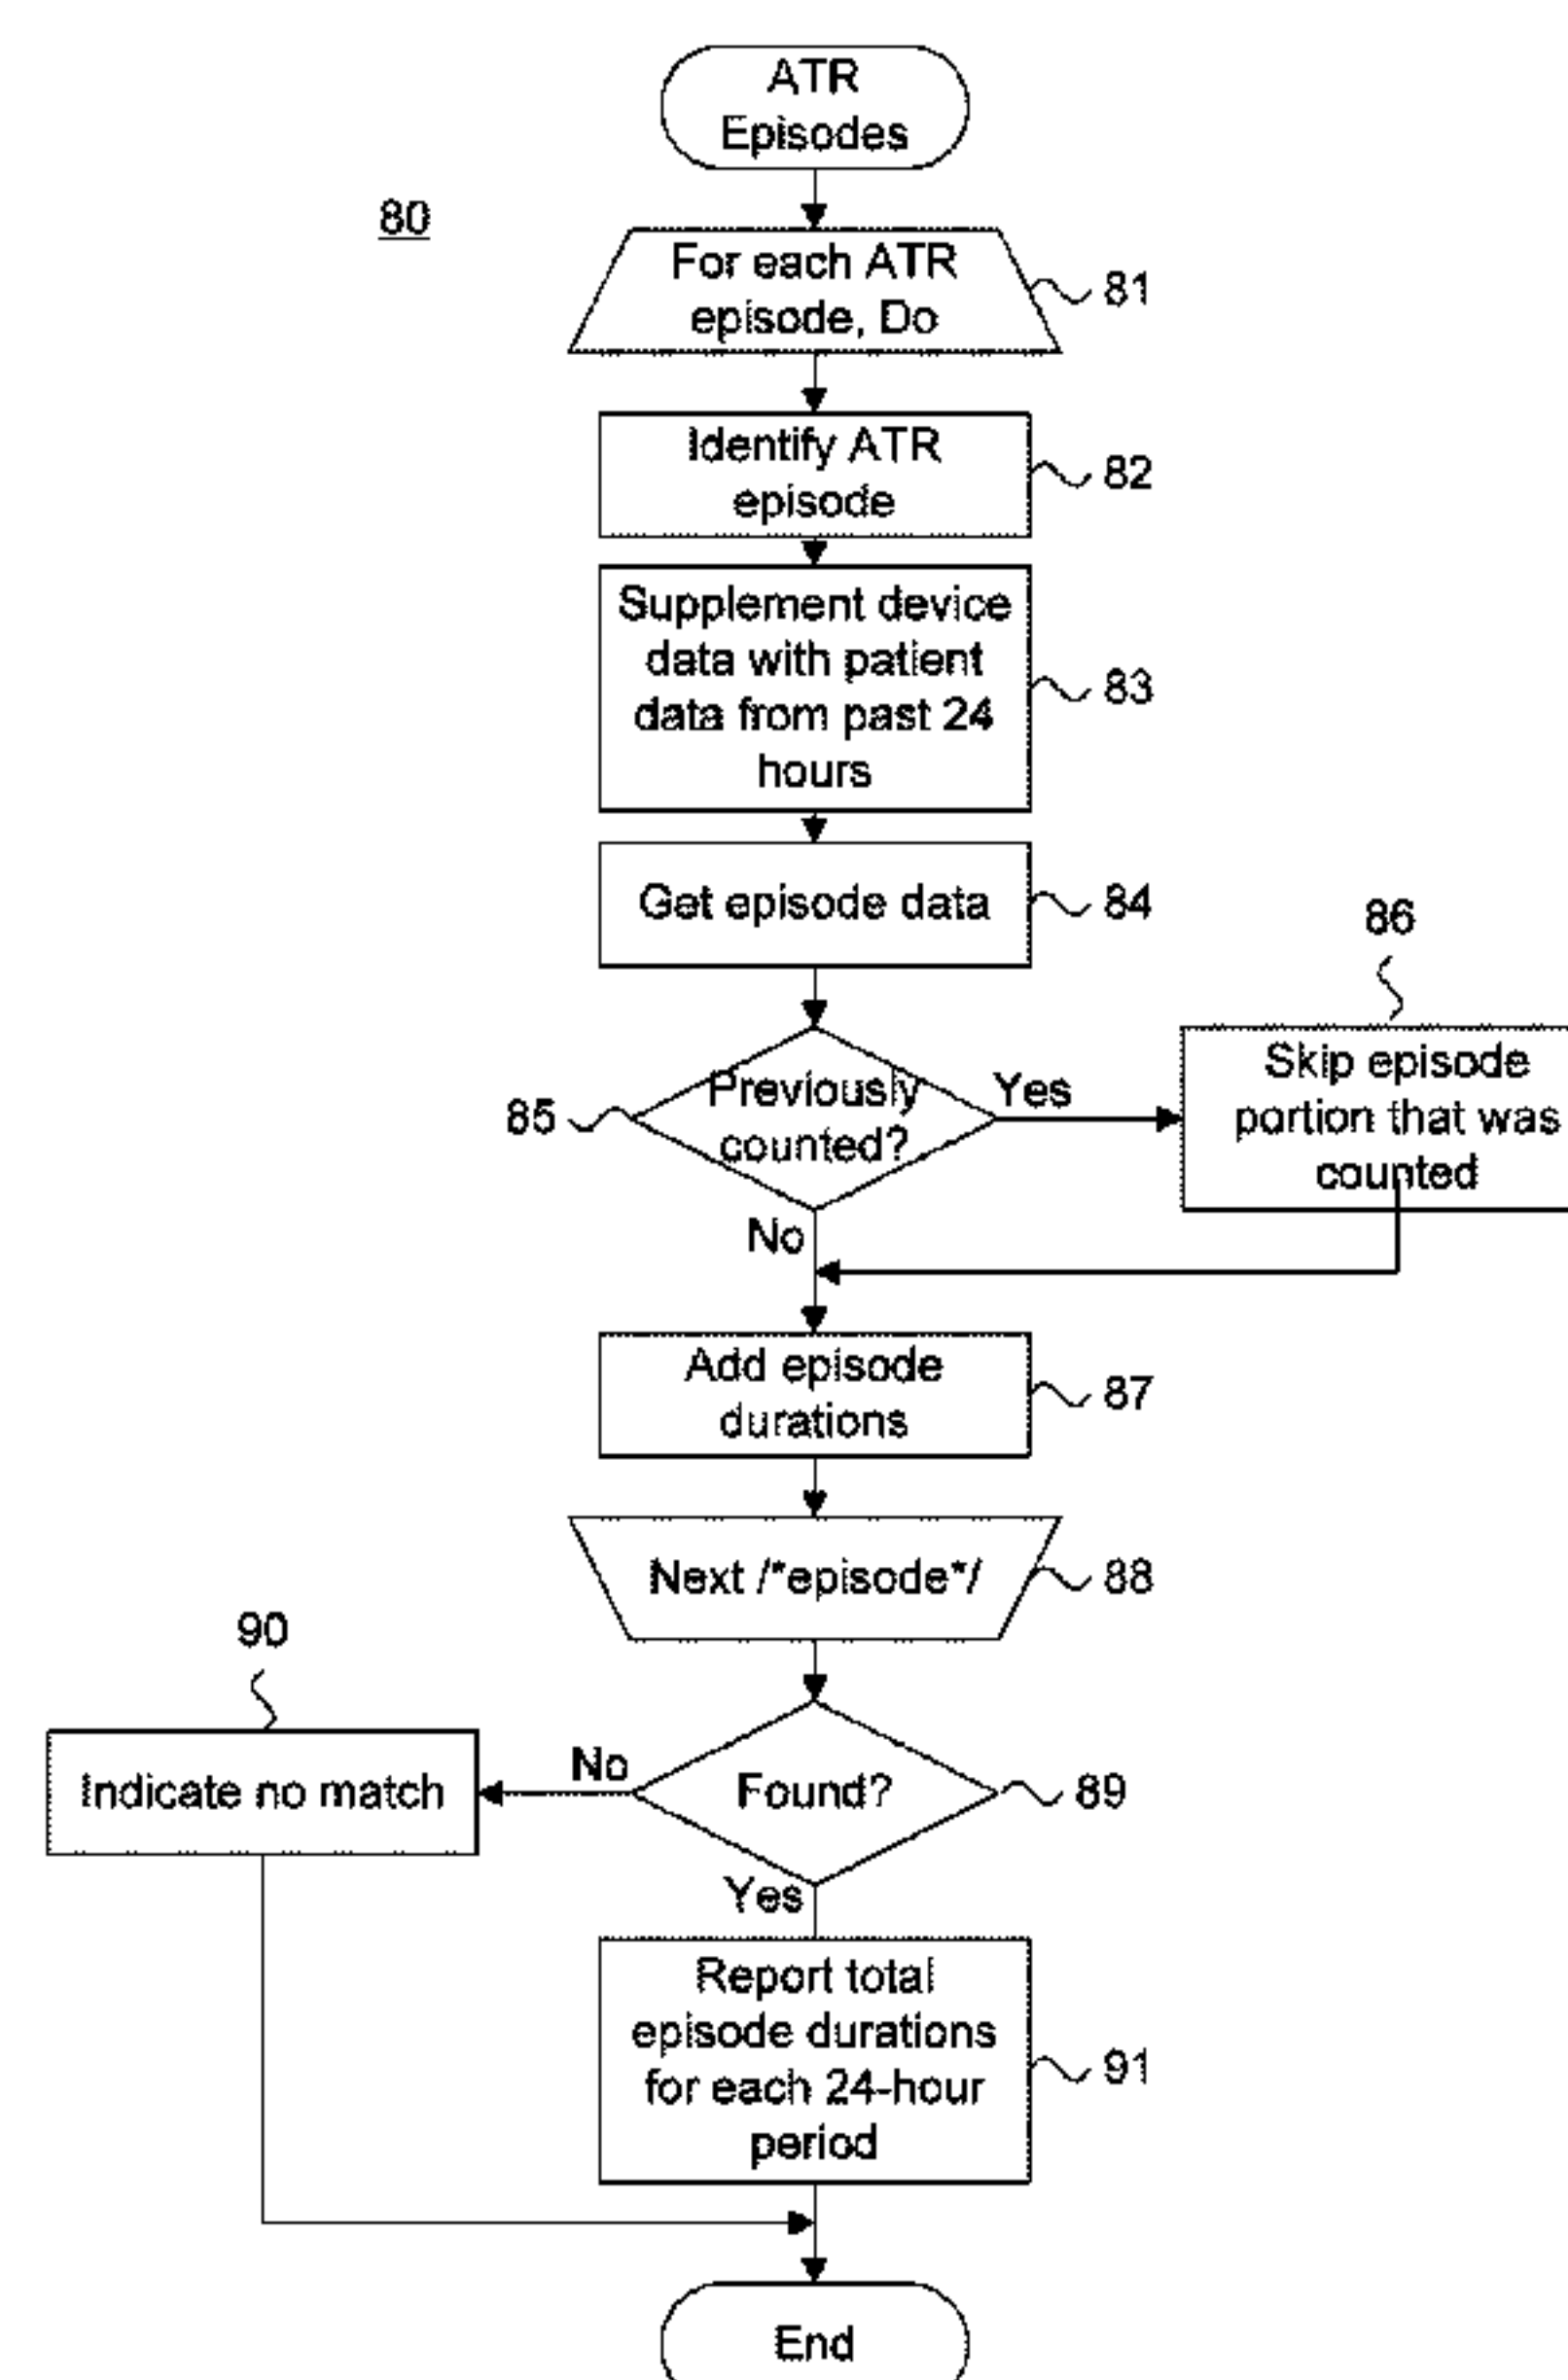 ATR
Episodes
80
For each ATR
episode, Do
81
Identify ATR
episode
82
Supplement device
data with patient
data from past 24
hours
83
Get episode data
84
86
Previously
counted?
85
Yes
Skip episode
portion that was
counted
No
Add episode
durations
87
Next /*episode*/
88
90
Indicate no match
No
Found?
89
Yes
Report total
episode durations
for each 24-hour
period
91
End